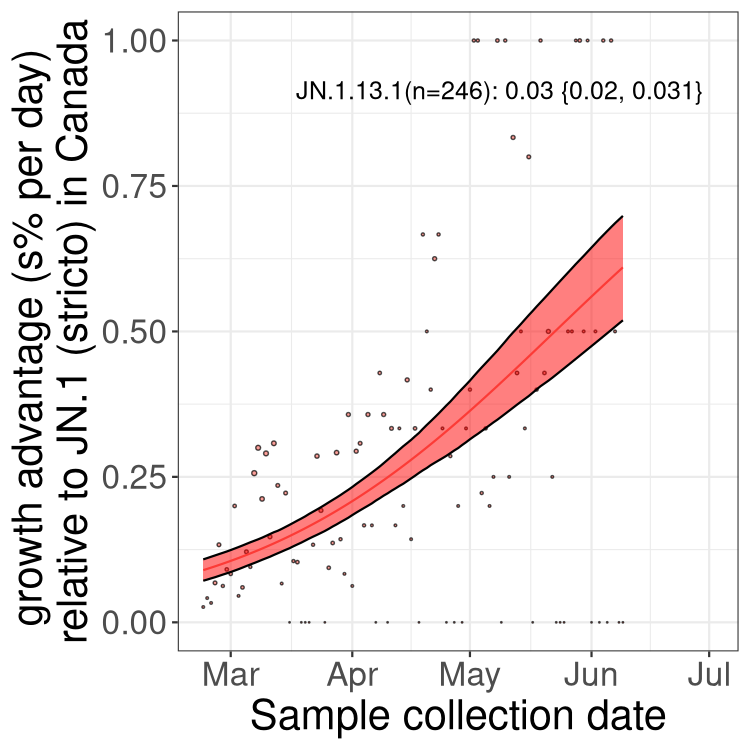 growth advantage (s% per day)
relative to JN.1 (stricto) in Canada
1.00
0.75
0.50
0.25
0.00
JN.1.13.1(n=246): 0.03 {0.02, 0.031}
Mar Apr May Jun Jul
Sample collection date